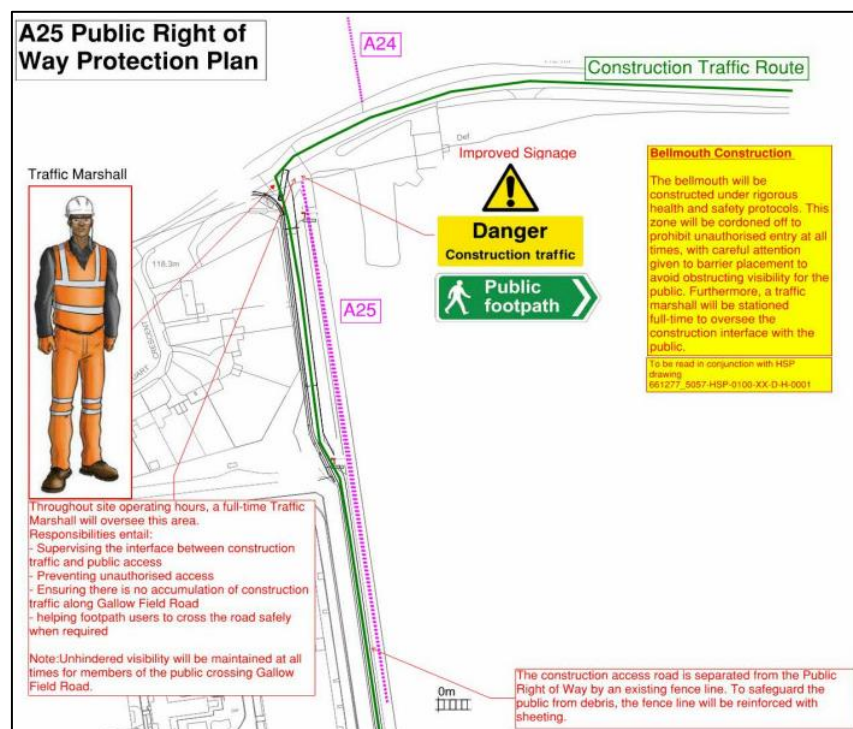 A25 Public Right of
Way Protection Plan
A24
Construction Traffic Route
Def
Improved Signage
Danger
Construction traffic
Public
footpath
Bellmouth Construction
The bellmouth will be
constructed under rigorous
health and safety protocols. This
zone will be cordoned off to
prohibit unauthorised entry at all
times, with careful attention
given to barrier placement to
avoid obstructing visibility for the
public. Furthermore, a traffic
marshall will be stationed
full-time to oversee the
construction interface with the
public.
To be read in conjunction with HSP
drawing
661277_5057-HSP-0100-XX-D-H-0001
Traffic Marshall
118.3m
CRESCENT
A25
Throughout site operating hours, a full-time Traffic
Marshall will oversee this area.
Responsibilities entail:
- Supervising the interface between construction
traffic and public access
- Preventing unauthorised access
- Ensuring there is no accumulation of construction
traffic along Gallow Field Road
- helping footpath users to cross the road safely
when required
Note:Unhindered visibility will be maintained at all
times for members of the public crossing Gallow
Field Road.
0m
The construction access road is separated from the Public
Right of Way by an existing fence line. To safeguard the
public from debris, the fence line will be reinforced with
sheeting.